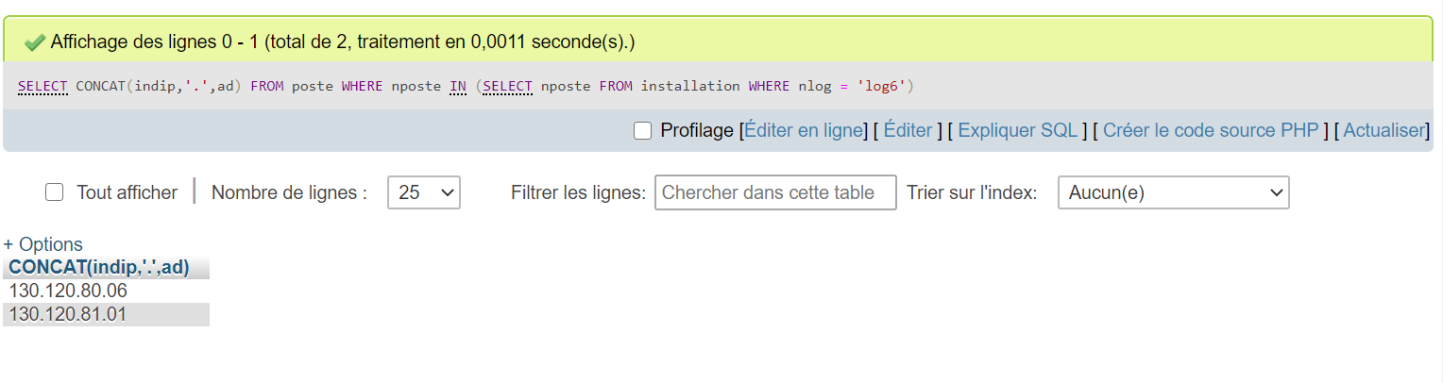 Affichage des lignes 0 - 1 (total de 2, traitement en 0,0011 seconde(s).)
SELECT CONCAT(indip,'.',ad) FROM poste WHERE nposte IN (SELECT nposte FROM installation WHERE nlog = 'log6')
Profilage [Éditer en ligne] [ Éditer ] [ Expliquer SQL ] [ Créer le code source PHP ] [ Actualiser]
Tout afficher | Nombre de lignes : 25 Filtrer les lignes: Chercher dans cette table Trier sur l'index: Aucun(e)
+ Options
CONCAT(indip,'.',ad)
130.120.80.06
130.120.81.01